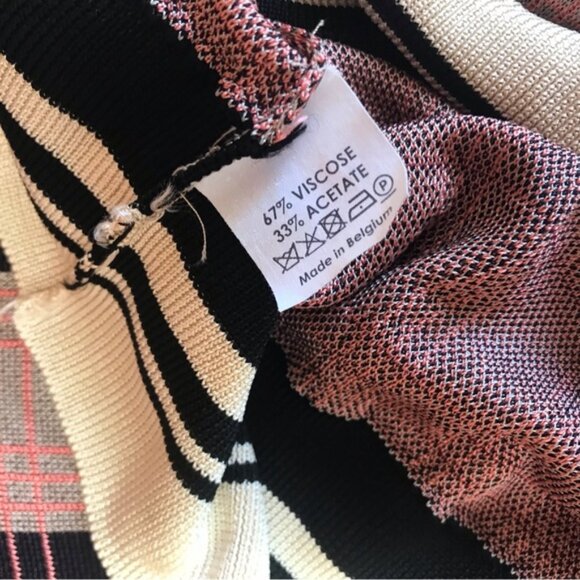 67% VISCOSE
33% ACETATE
P
Made in Belgium